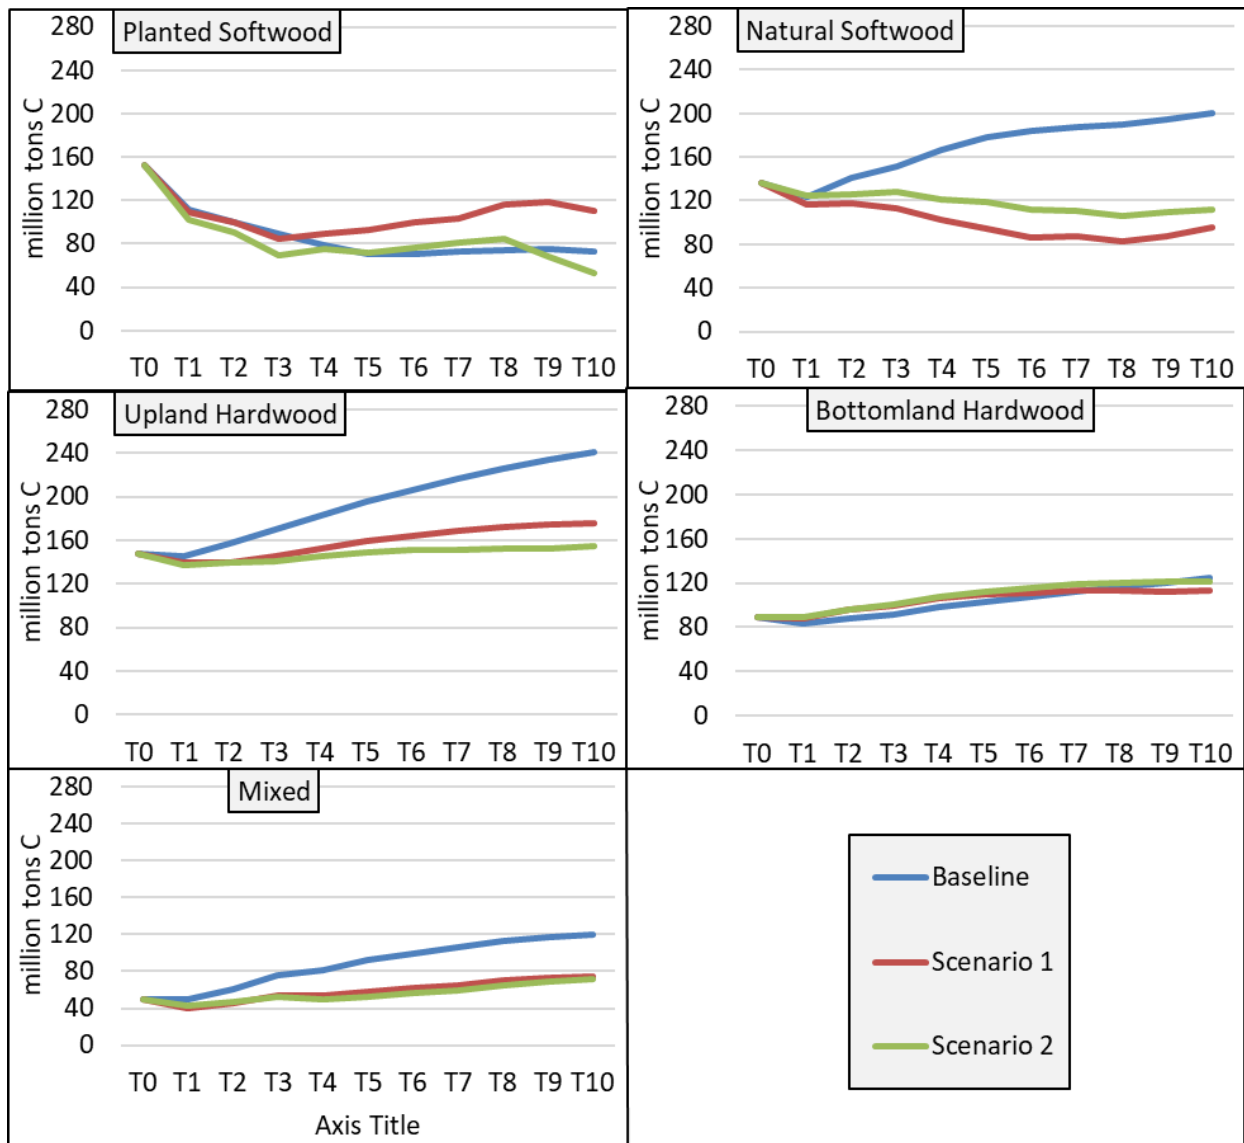 Planted Softwood
million tons C
280
240
200
160
120
80
40
0
T0 T1 T2 T3 T4 T5 T6 T7 T8 T9 T10
Natural Softwood
million tons C
280
240
200
160
120
80
40
0
T0 T1 T2 T3 T4 T5 T6 T7 T8 T9 T10
Upland Hardwood
million tons C
280
240
200
160
120
80
40
0
T0 T1 T2 T3 T4 T5 T6 T7 T8 T9 T10
Bottomland Hardwood
million tons C
280
240
200
160
120
80
40
0
T0 T1 T2 T3 T4 T5 T6 T7 T8 T9 T10
Mixed
million tons C
280
240
200
160
120
80
40
0
T0 T1 T2 T3 T4 T5 T6 T7 T8 T9 T10
Axis Title
Baseline
Scenario 1
Scenario 2